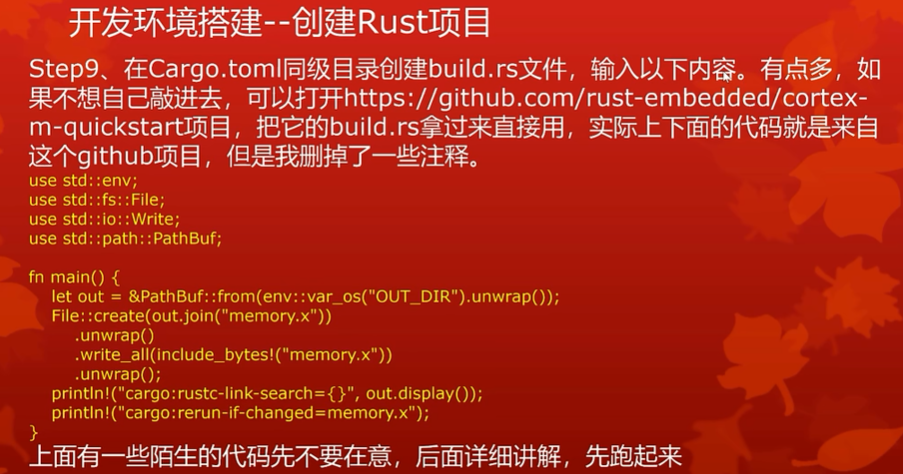 开发环境搭建--创建Rust项目
Step9、在Cargo.toml同级目录创建build.rs文件，输入以下内容。有点多，如
果不想自己敲进去，可以打开https://github.com/rust-embedded/cortex-
m-quickstart项目，把它的build.rs拿过来直接用，实际上下面的代码就是来自
这个github项目，但是我删掉了一些注释。
use std::env;
use std::fs::File;
use std::io::Write;
use std::path::PathBuf;
fn main() {
    let out = &PathBuf::from(env::var_os("OUT_DIR").unwrap());
    File::create(out.join("memory.x"))
        .unwrap()
        .write_all(include_bytes!("memory.x"))
        .unwrap();
    println!("cargo:rustc-link-search={}", out.display());
    println!("cargo:rerun-if-changed=memory.x");
}
上面有一些陌生的代码先不要在意，后面详细讲解，先跑起来